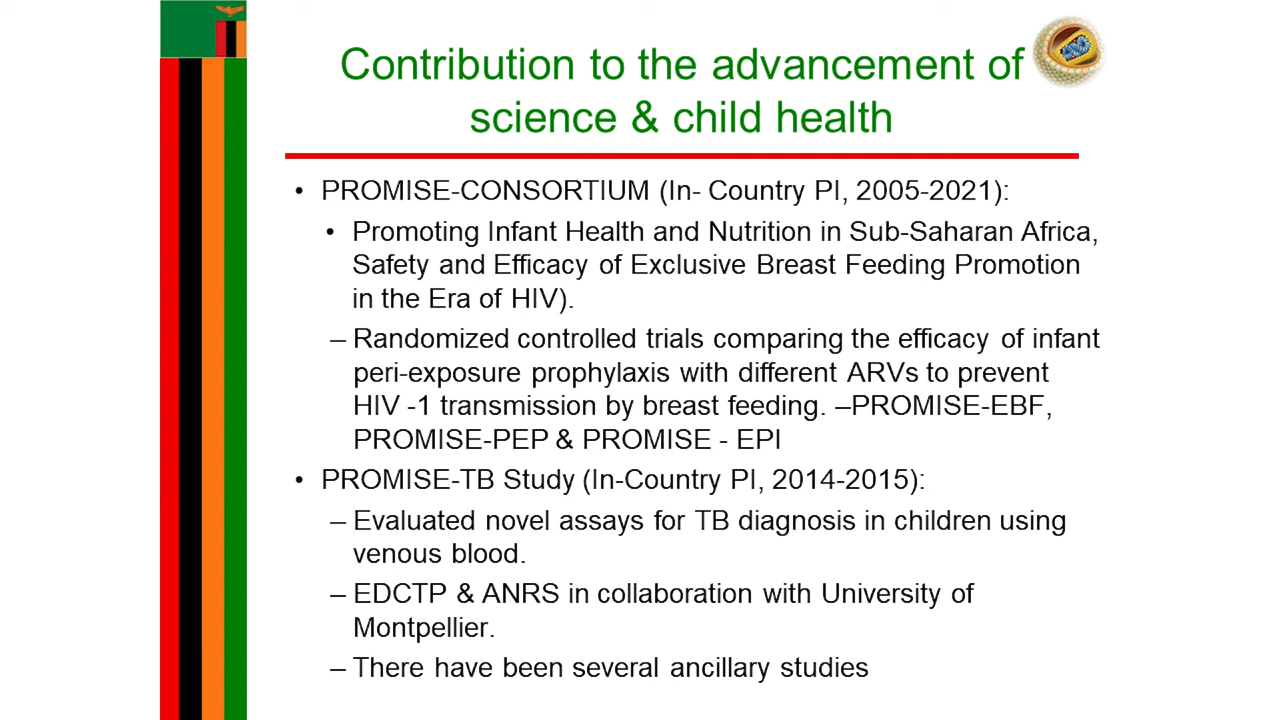 Contribution to the advancement of
science & child health
• PROMISE-CONSORTIUM (In- Country PI, 2005-2021):
• Promoting Infant Health and Nutrition in Sub-Saharan Africa,
Safety and Efficacy of Exclusive Breast Feeding Promotion
in the Era of HIV).
– Randomized controlled trials comparing the efficacy of infant
peri-exposure prophylaxis with different ARVs to prevent
HIV -1 transmission by breast feeding. –PROMISE-EBF,
PROMISE-PEP & PROMISE - EPI
• PROMISE-TB Study (In-Country PI, 2014-2015):
– Evaluated novel assays for TB diagnosis in children using
venous blood.
– EDCTP & ANRS in collaboration with University of
Montpellier.
– There have been several ancillary studies